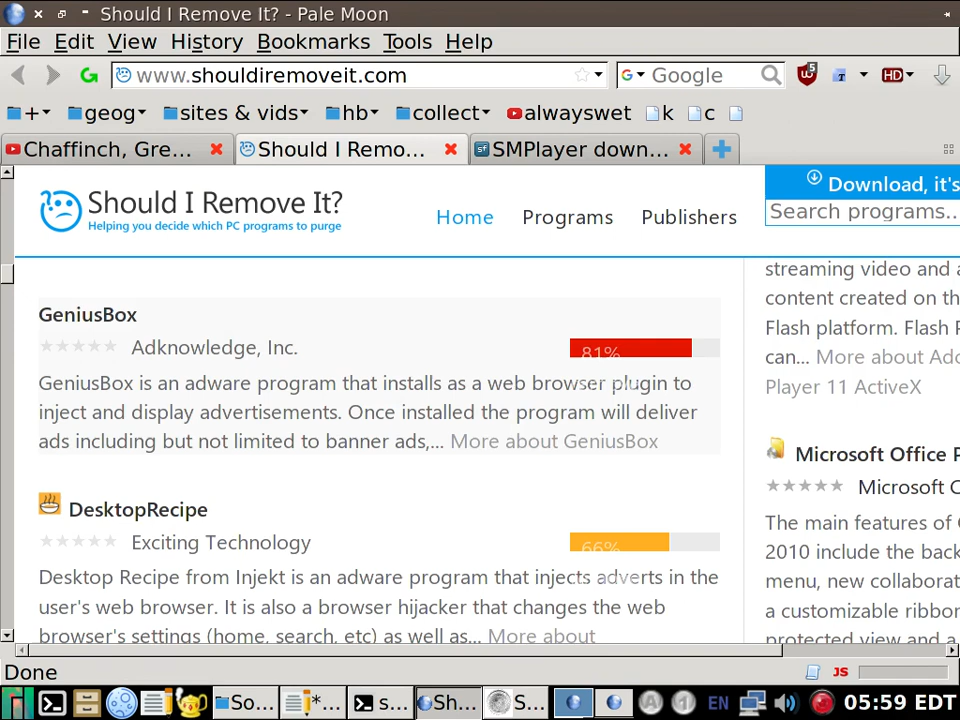 Should I Remove It? - Pale Moon
File Edit View History Bookmarks Tools Help
www.shouldiremoveit.com
Google
5
HD
+ geog sites & vids hb collect alwayswet k c
Chaffinch, Gre... Should I Remo... SMPlayer down...
Should I Remove It?
Helping you decide which PC programs to purge
Home Programs Publishers
Download, it's
Search programs..
GeniusBox
Adknowledge, Inc.
81%
GeniusBox is an adware program that installs as a web browser plugin to
inject and display advertisements. Once installed the program will deliver
ads including but not limited to banner ads,... More about GeniusBox
DesktopRecipe
Exciting Technology
66%
Desktop Recipe from Injekt is an adware program that injects adverts in the
user's web browser. It is also a browser hijacker that changes the web
browser's settings (home, search, etc) as well as... More about
streaming video and a
content created on th
Flash platform. Flash P
can... More about Ado
Player 11 ActiveX
Microsoft Office P
Microsoft C
The main features of O
2010 include the back
menu, new collaborat
a customizable ribbon
protected view and a
Done
JS
So... *... s... Sh... S... A 1 EN 05:59 EDT